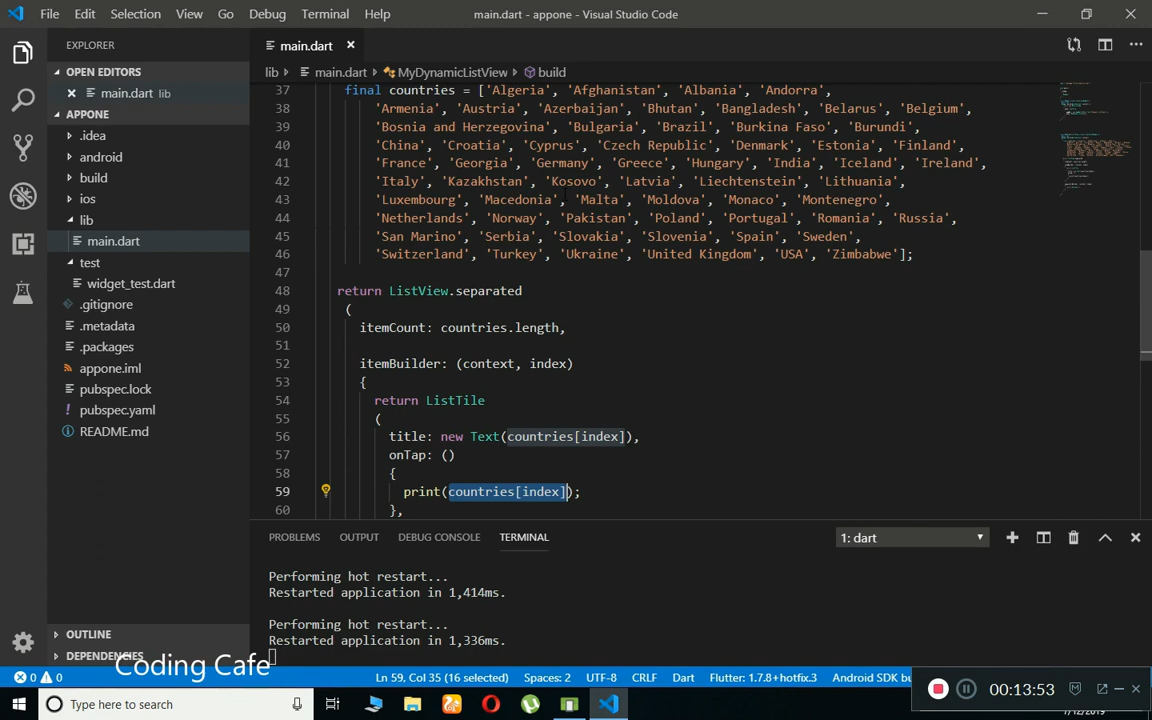 File Edit Selection View Go Debug Terminal Help main.dart - appone - Visual Studio Code
EXPLORER
OPEN EDITORS
main.dart lib
APPONE
.idea
android
build
ios
lib
main.dart
test
widget_test.dart
.gitignore
.metadata
.packages
appone.iml
pubspec.lock
pubspec.yaml
README.md
OUTLINE
DEPENDENCIES
main.dart
lib main.dart MyDynamicListView build
37 final countries = ['Algeria', 'Afghanistan', 'Albania', 'Andorra',
38 'Armenia', 'Austria', 'Azerbaijan', 'Bhutan', 'Bangladesh', 'Belarus', 'Belgium',
39 'Bosnia and Herzegovina', 'Bulgaria', 'Brazil', 'Burkina Faso', 'Burundi',
40 'China', 'Croatia', 'Cyprus', 'Czech Republic', 'Denmark', 'Estonia', 'Finland',
41 'France', 'Georgia', 'Germany', 'Greece', 'Hungary', 'India', 'Iceland', 'Ireland',
42 'Italy', 'Kazakhstan', 'Kosovo', 'Latvia', 'Liechtenstein', 'Lithuania',
43 'Luxembourg', 'Macedonia', 'Malta', 'Moldova', 'Monaco', 'Montenegro',
44 'Netherlands', 'Norway', 'Pakistan', 'Poland', 'Portugal', 'Romania', 'Russia',
45 'San Marino', 'Serbia', 'Slovakia', 'Slovenia', 'Spain', 'Sweden',
46 'Switzerland', 'Turkey', 'Ukraine', 'United Kingdom', 'USA', 'Zimbabwe'];
47
48 return ListView.separated
49 (
50 itemCount: countries.length,
51
52 itemBuilder: (context, index)
53 {
54 return ListTile
55 (
56 title: new Text(countries[index]),
57 onTap: ()
58 {
59 print(countries[index]);
60 },
PROBLEMS OUTPUT DEBUG CONSOLE TERMINAL 1: dart
Performing hot restart...
Restarted application in 1,414ms.
Performing hot restart...
Restarted application in 1,336ms.
Coding Cafe
0 0 Ln 59, Col 35 (16 selected) Spaces: 2 UTF-8 CRLF Dart Flutter: 1.7.8+hotfix.3 Android SDK
00:13:53
Type here to search